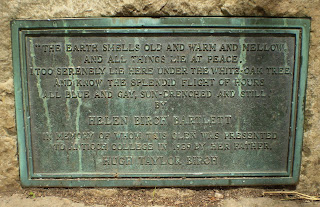 "THE EARTH SMELLS OLD AND WARM AND MELLOW,
AND ALL THINGS LIE AT PEACE.
I TOO SERENELY LIE HERE UNDER THE WHITE-OAK TREE
AND KNOW THE SPLENDID FLIGHT OF HOURS
ALL BLUE AND GAY, SUN-DRENCHED AND STILL.
BY
HELEN BIRCH BARTLETT
IN MEMORY OF WHOM THIS GLEN WAS PRESENTED
TO ANTIOCH COLLEGE IN 1929 BY HER FATHER,
HUGH TAYLOR BIRCH